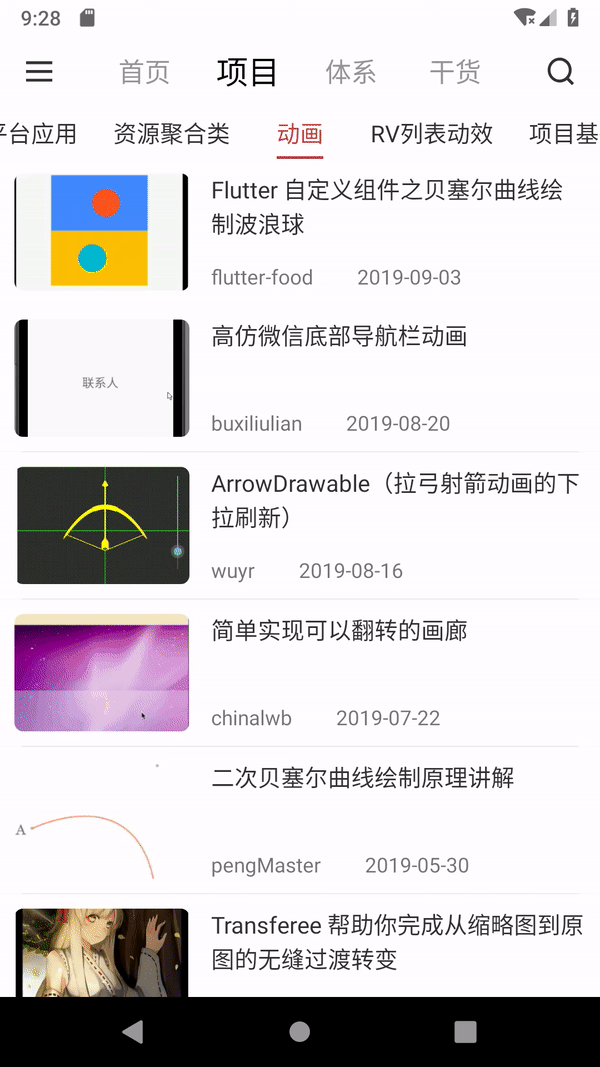 9:28
首页 项目 体系 干货
平台应用 资源聚合类 动画 RV列表动效 项目基
Flutter 自定义组件之贝塞尔曲线绘
制波浪球
flutter-food 2019-09-03
联系人
高仿微信底部导航栏动画
buxiliulian 2019-08-20
ArrowDrawable（拉弓射箭动画的下
拉刷新）
wuyr 2019-08-16
简单实现可以翻转的画廊
chinalwb 2019-07-22
A
二次贝塞尔曲线绘制原理讲解
pengMaster 2019-05-30
Transferee 帮助你完成从缩略图到原
图的无缝过渡转变